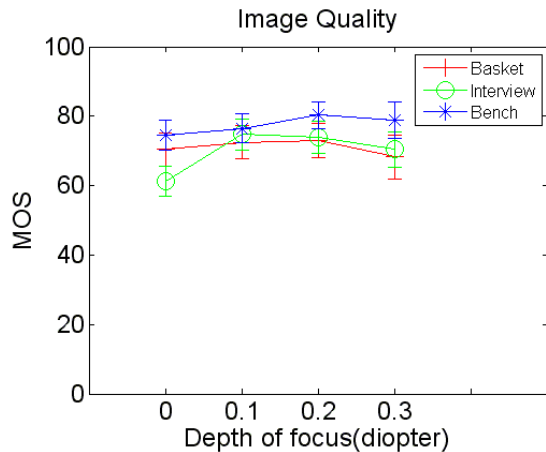 Image Quality
100
80
60
40
20
0
MOS
Basket
Interview
Bench
0 0.1 0.2 0.3
Depth of focus(diopter)